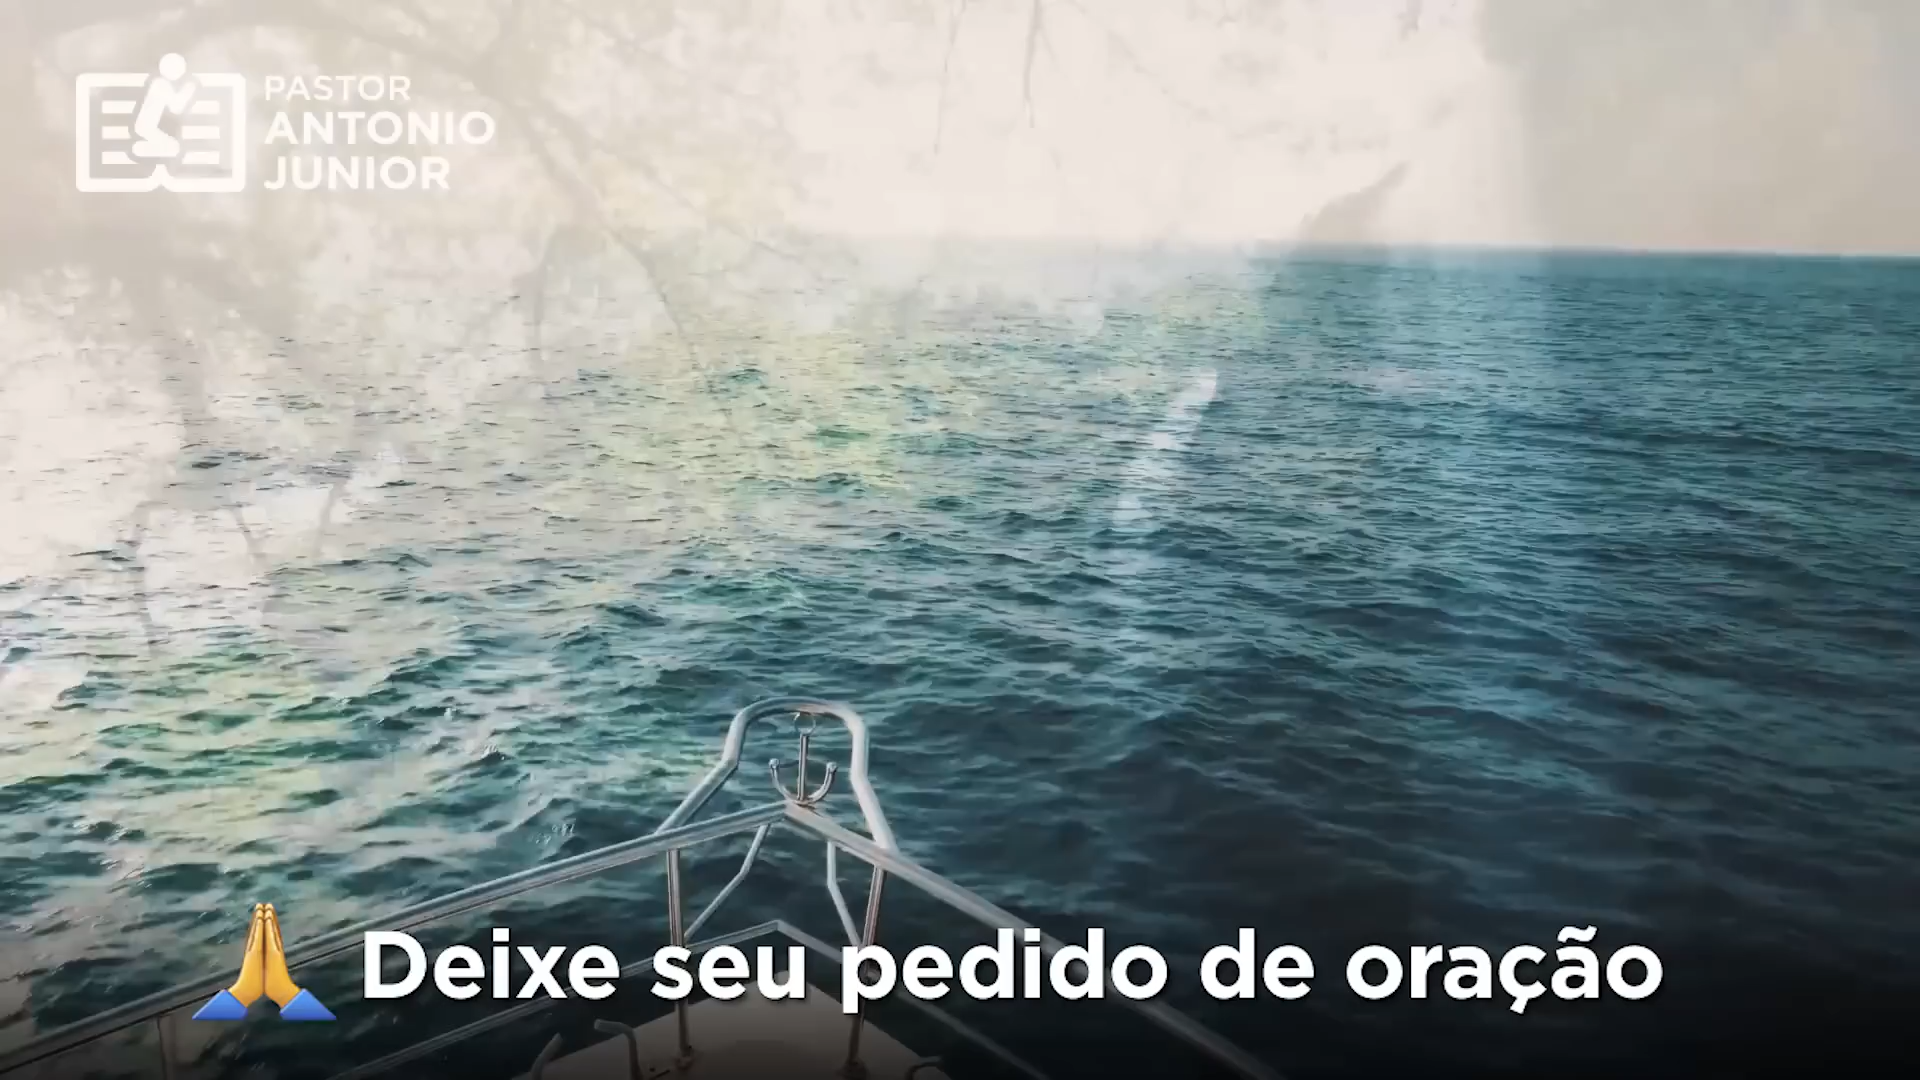 PASTOR
ANTONIO
JUNIOR
🙏 Deixe seu pedido de oração